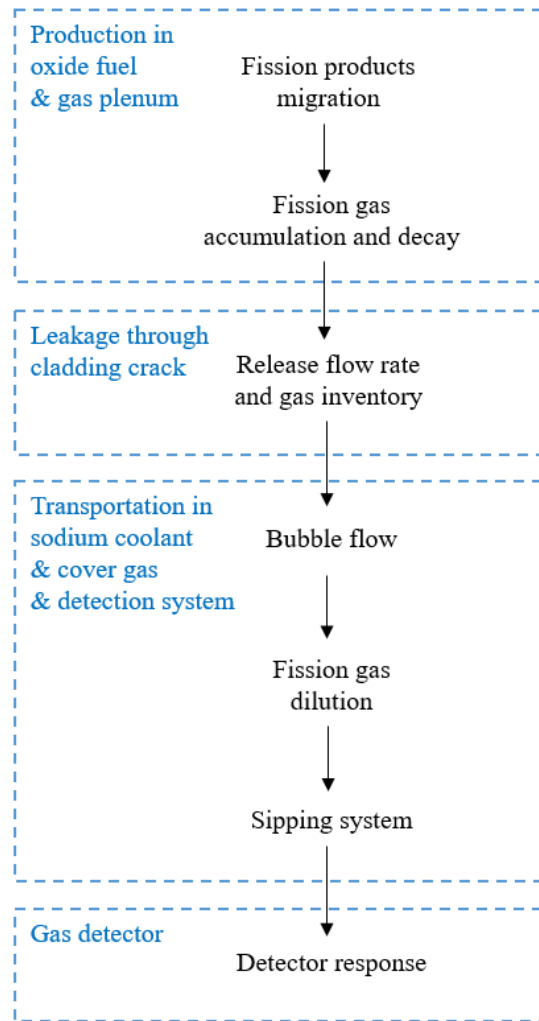 Production in
oxide fuel
& gas plenum
Fission products
migration
Fission gas
accumulation and decay
Leakage through
cladding crack
Release flow rate
and gas inventory
Transportation in
sodium coolant
& cover gas
& detection system
Bubble flow
Fission gas
dilution
Sipping system
Gas detector
Detector response